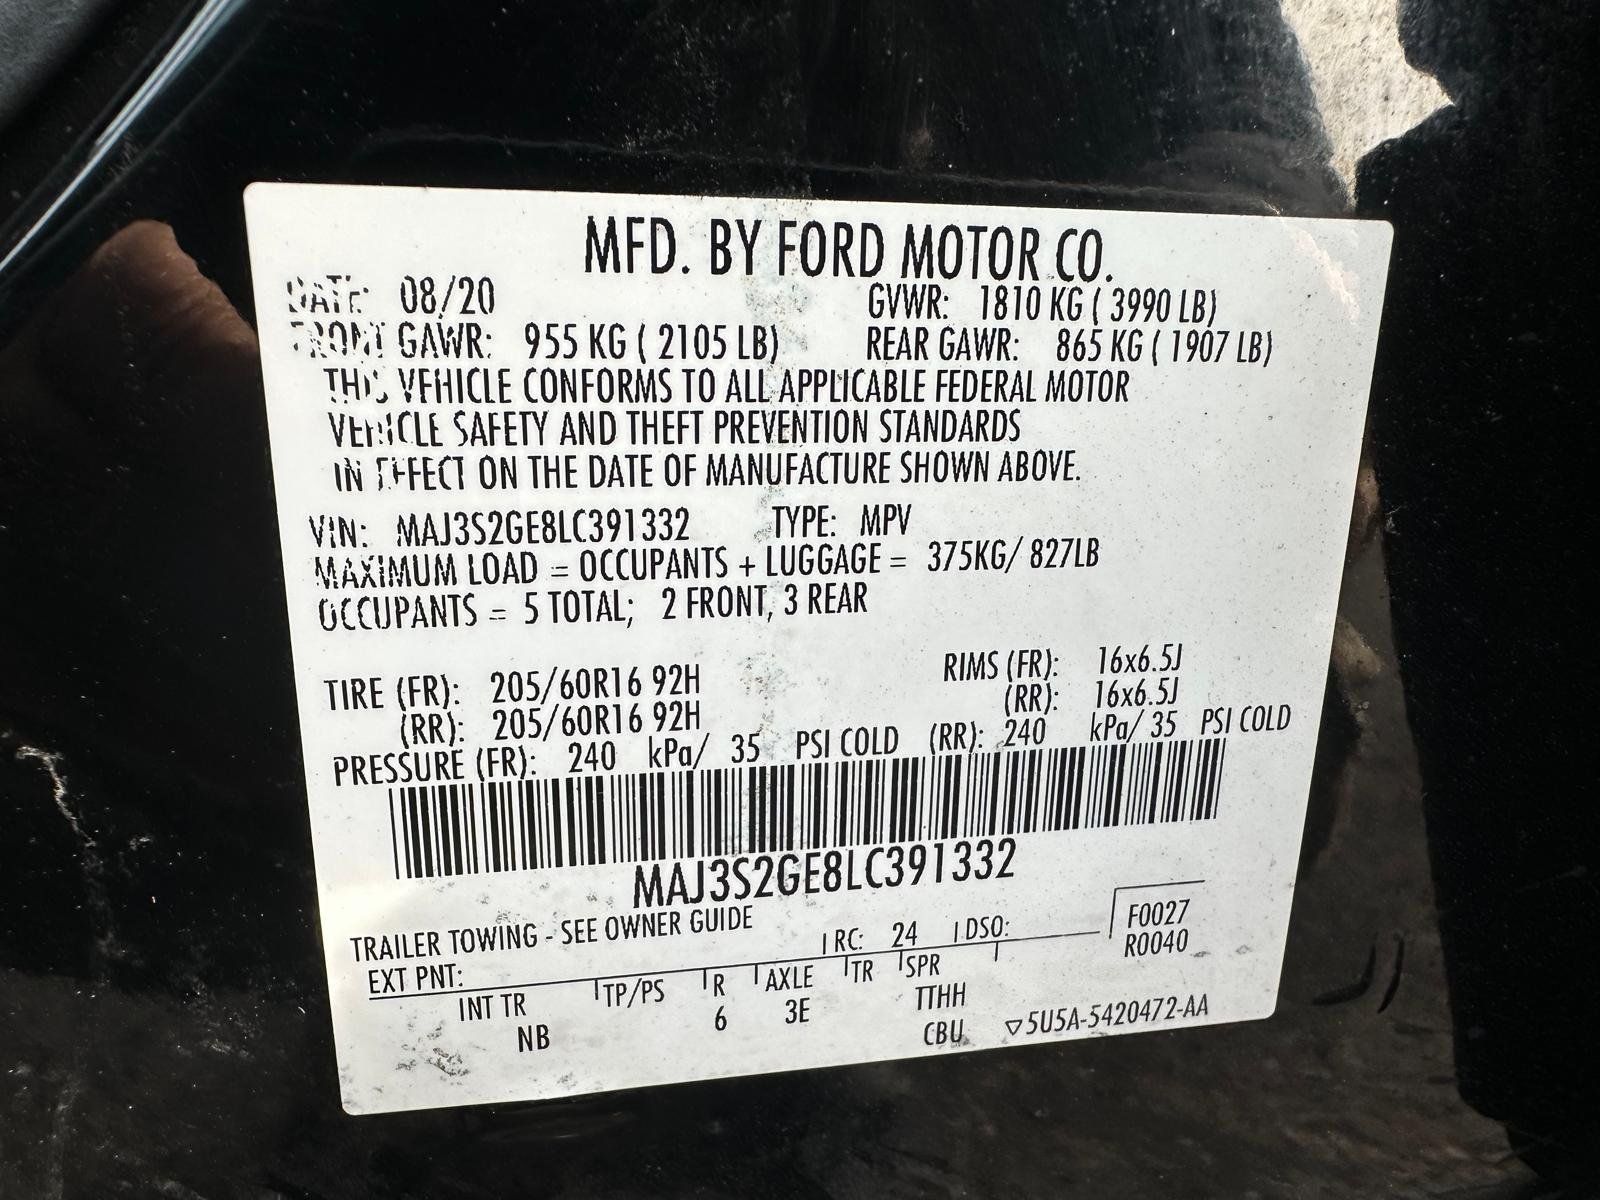 MFD. BY FORD MOTOR CO.
DATE: 08/20 GVWR: 1810 KG ( 3990 LB)
FRONT GAWR: 955 KG ( 2105 LB) REAR GAWR: 865 KG ( 1907 LB)
THIS VEHICLE CONFORMS TO ALL APPLICABLE FEDERAL MOTOR
VEHICLE SAFETY AND THEFT PREVENTION STANDARDS
IN EFFECT ON THE DATE OF MANUFACTURE SHOWN ABOVE.
VIN: MAJ3S2GE8LC391332 TYPE: MPV
MAXIMUM LOAD = OCCUPANTS + LUGGAGE = 375KG/ 827LB
OCCUPANTS = 5 TOTAL; 2 FRONT, 3 REAR
TIRE (FR): 205/60R16 92H RIMS (FR): 16x6.5J
(RR): 205/60R16 92H (RR): 16x6.5J
PRESSURE (FR): 240 kPa/ 35 PSI COLD (RR): 240 kPa/ 35 PSI COLD
MAJ3S2GE8LC391332
TRAILER TOWING - SEE OWNER GUIDE
EXT PNT: RC: 24 DSO: F0027
R0040
INT TR TP/PS R AXLE TR SPR
NB 6 3E TTHH
CBU ▽5U5A-5420472-AA